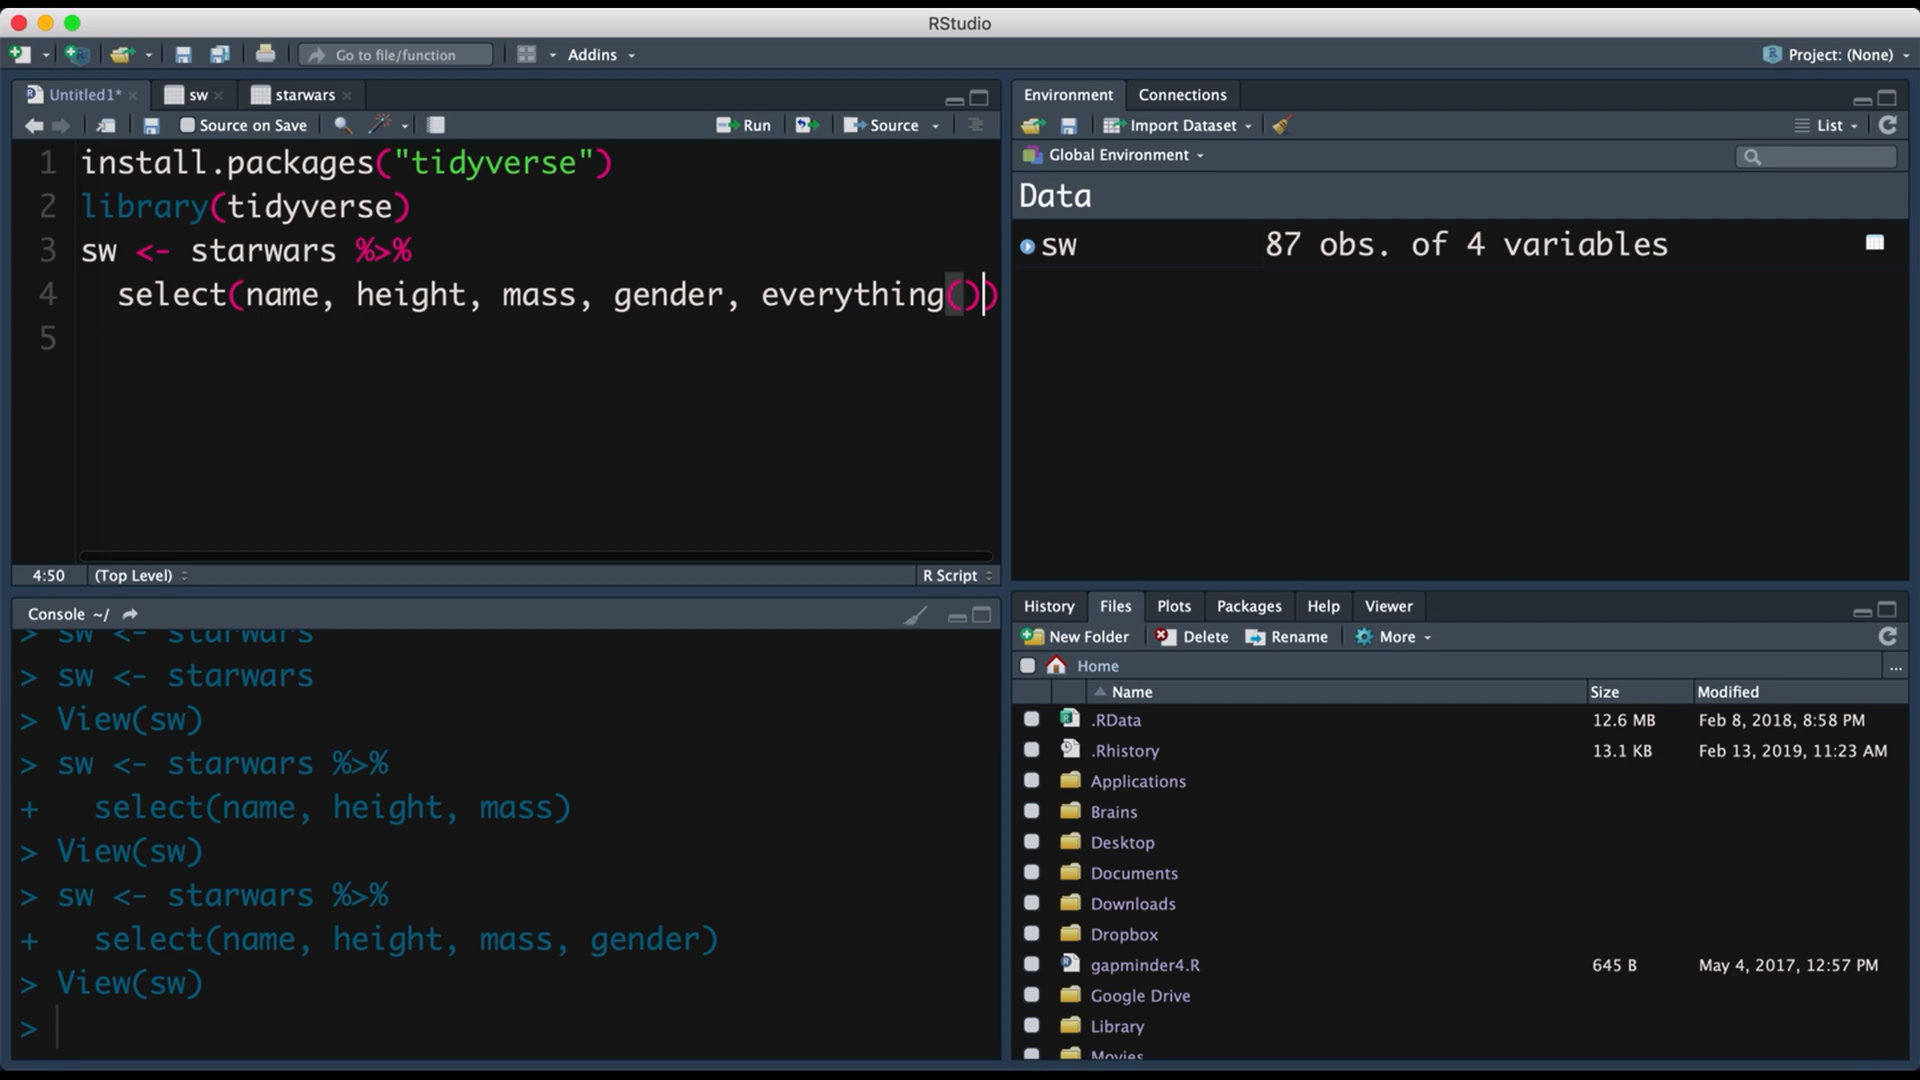 RStudio
Go to file/function
Addins
Project: (None)
Untitled1*
sw
starwars
Source on Save
Run
Source
1 install.packages("tidyverse")
2 library(tidyverse)
3 sw <- starwars %>%
4 select(name, height, mass, gender, everything())
5
4:50
(Top Level)
R Script
Console ~/
> sw <- starwars
> sw <- starwars
> View(sw)
> sw <- starwars %>%
+ select(name, height, mass)
> View(sw)
> sw <- starwars %>%
+ select(name, height, mass, gender)
> View(sw)
>
Environment
Connections
Import Dataset
List
Global Environment
Data
sw 87 obs. of 4 variables
History
Files
Plots
Packages
Help
Viewer
New Folder
Delete
Rename
More
Home
...
Name Size Modified
.RData 12.6 MB Feb 8, 2018, 8:58 PM
.Rhistory 13.1 KB Feb 13, 2019, 11:23 AM
Applications
Brains
Desktop
Documents
Downloads
Dropbox
gapminder4.R 645 B May 4, 2017, 12:57 PM
Google Drive
Library
Movies